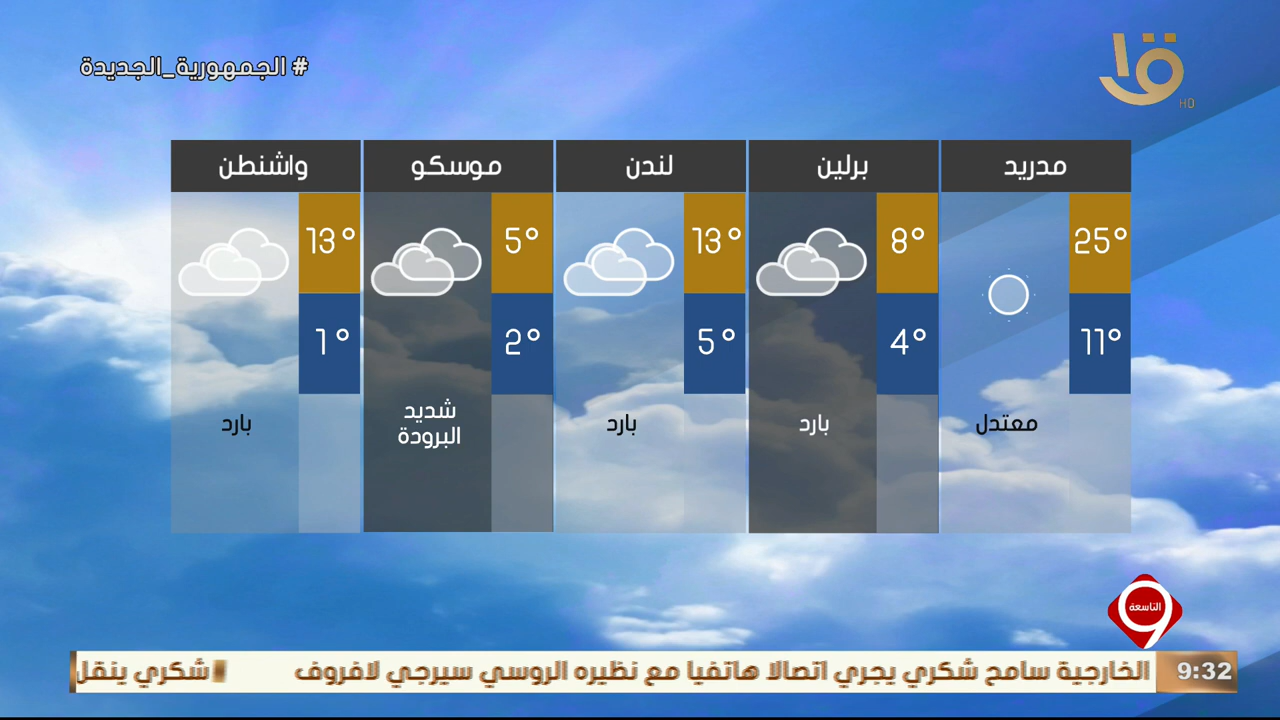 #الجمهورية_الجديدة
HD
مدريد
25°
11°
معتدل
برلين
8°
4°
بارد
لندن
13°
5°
بارد
موسكو
5°
2°
شديد
البرودة
واشنطن
13°
1°
بارد
التاسعة
9
9:32
الخارجية سامح شكري يجري اتصالا هاتفيا مع نظيره الروسي سيرجي لافروف
شكري ينقل